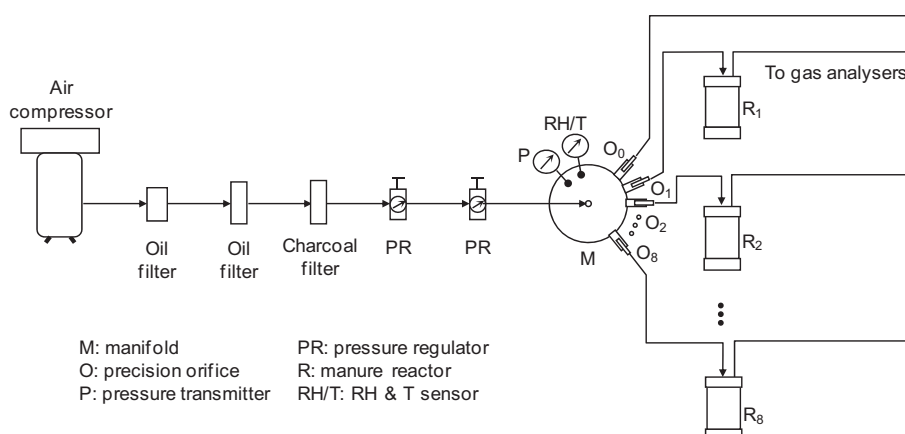 Air
compressor
Oil
filter
Oil
filter
Charcoal
filter
PR
PR
P
RH/T
M
O₀
O₁
O₂
O₈
To gas analysers
R₁
R₂
R₈
M: manifold
O: precision orifice
P: pressure transmitter
PR: pressure regulator
R: manure reactor
RH/T: RH & T sensor